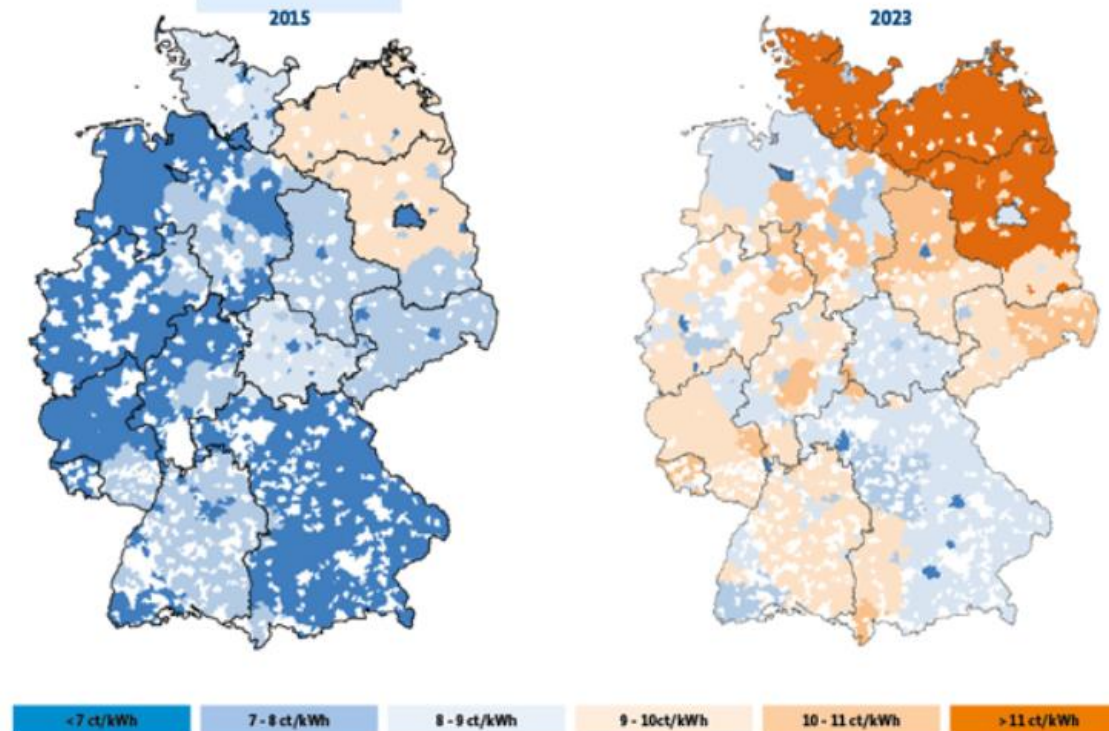 2015
2023
< 7 ct/kWh
7 - 8 ct/kWh
8 - 9 ct/kWh
9 - 10ct/kWh
10 - 11 ct/kWh
> 11 ct/kWh